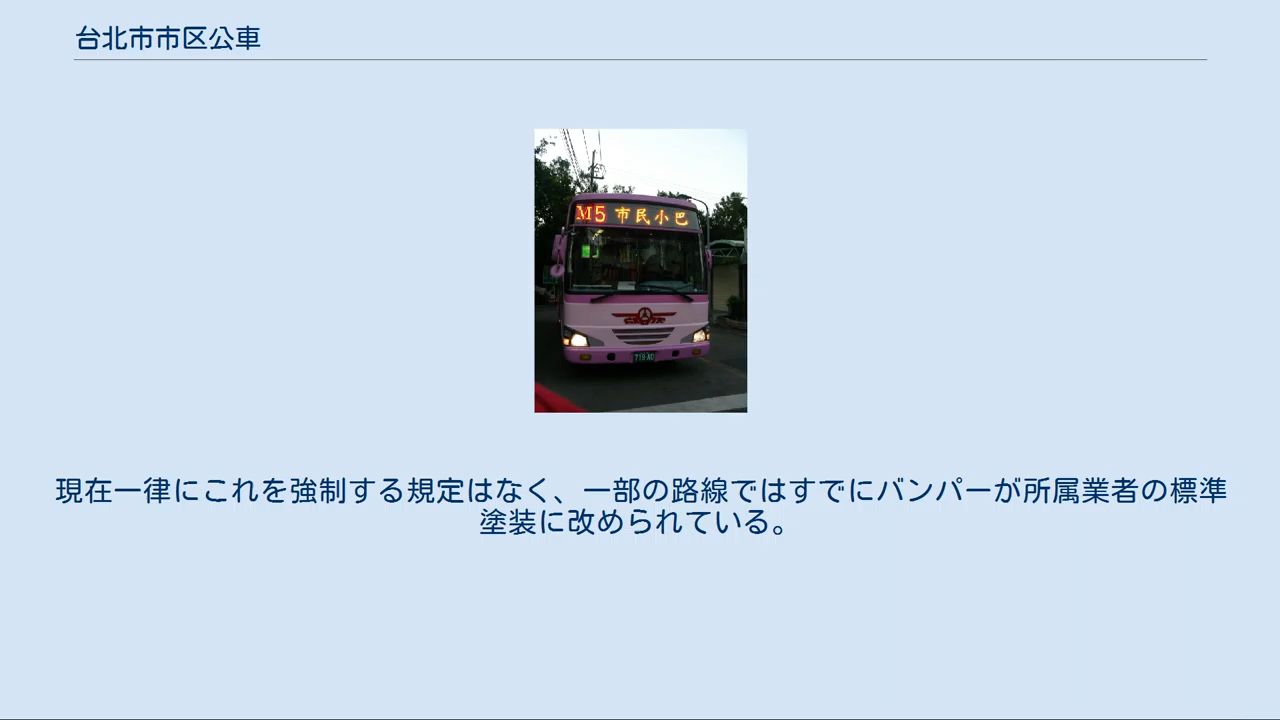 台北市市区公車
M5 市民小巴
現在一律にこれを強制する規定はなく、一部の路線ではすでにバンパーが所属業者の標準
塗装に改められている。